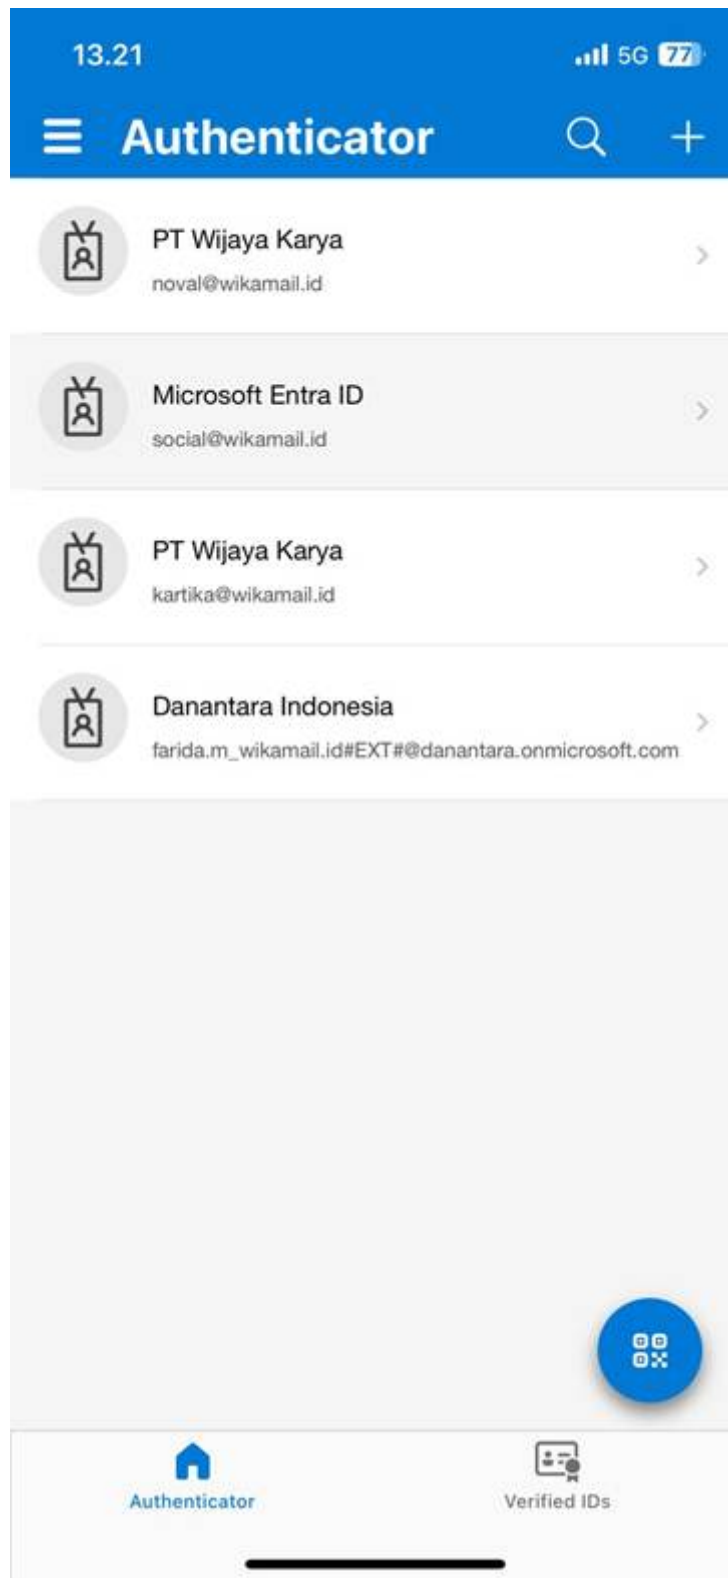 13.21
5G 77
Authenticator
PT Wijaya Karya
noval@wikamail.id
Microsoft Entra ID
social@wikamail.id
PT Wijaya Karya
kartika@wikamail.id
Danantara Indonesia
farida.m_wikamail.id#EXT#@danantara.onmicrosoft.com
Authenticator
Verified IDs